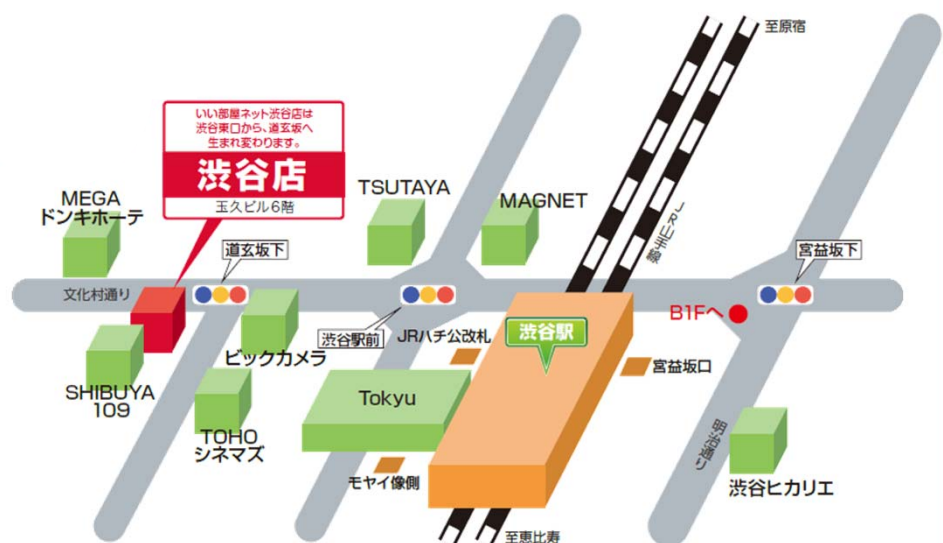 至原宿
いい部屋ネット渋谷店は
渋谷東口から、道玄坂へ
生まれ変わります。
渋谷店
玉久ビル6階
MEGA
ドンキホーテ
TSUTAYA
MAGNET
JR山手線
道玄坂下
宮益坂下
文化村通り
渋谷駅前
JRハチ公改札
渋谷駅
B1Fへ
ビックカメラ
宮益坂口
SHIBUYA
109
Tokyu
TOHO
シネマズ
明治通り
モヤイ像側
渋谷ヒカリエ
至恵比寿